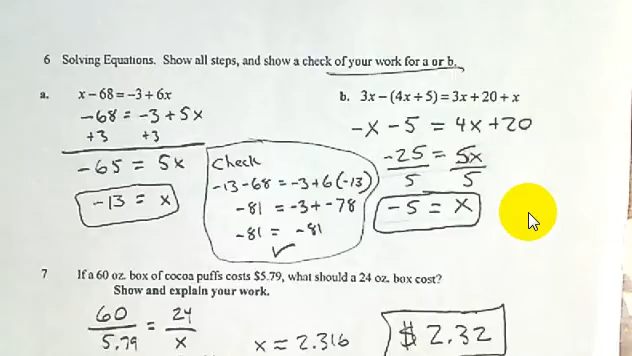 6 Solving Equations. Show all steps, and show a check of your work for a or b.
a. x – 68 = –3 + 6x
-68 = -3 + 5x
+3 +3
-65 = 5x
-13 = x
Check
-13-68 = -3+6(-13)
-81 = -3+-78
-81 = -81
✓
b. 3x – (4x + 5) = 3x + 20 + x
-x - 5 = 4x + 20
-25 = 5x
5 5
-5 = x
7 If a 60 oz. box of cocoa puffs costs $5.79, what should a 24 oz. box cost?
Show and explain your work.
60 = 24
5.79 x
x = 2.316
$ 2.32